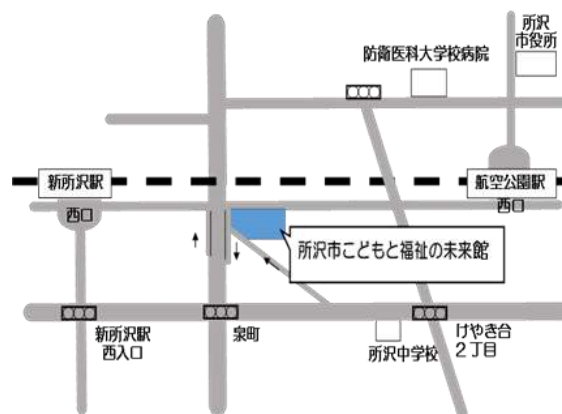 所沢
市役所
防衛医科大学校病院
新所沢駅
航空公園駅
西口
西口
所沢市こどもと福祉の未来館
新所沢駅
西入口
泉町
所沢中学校
けやき台
2丁目